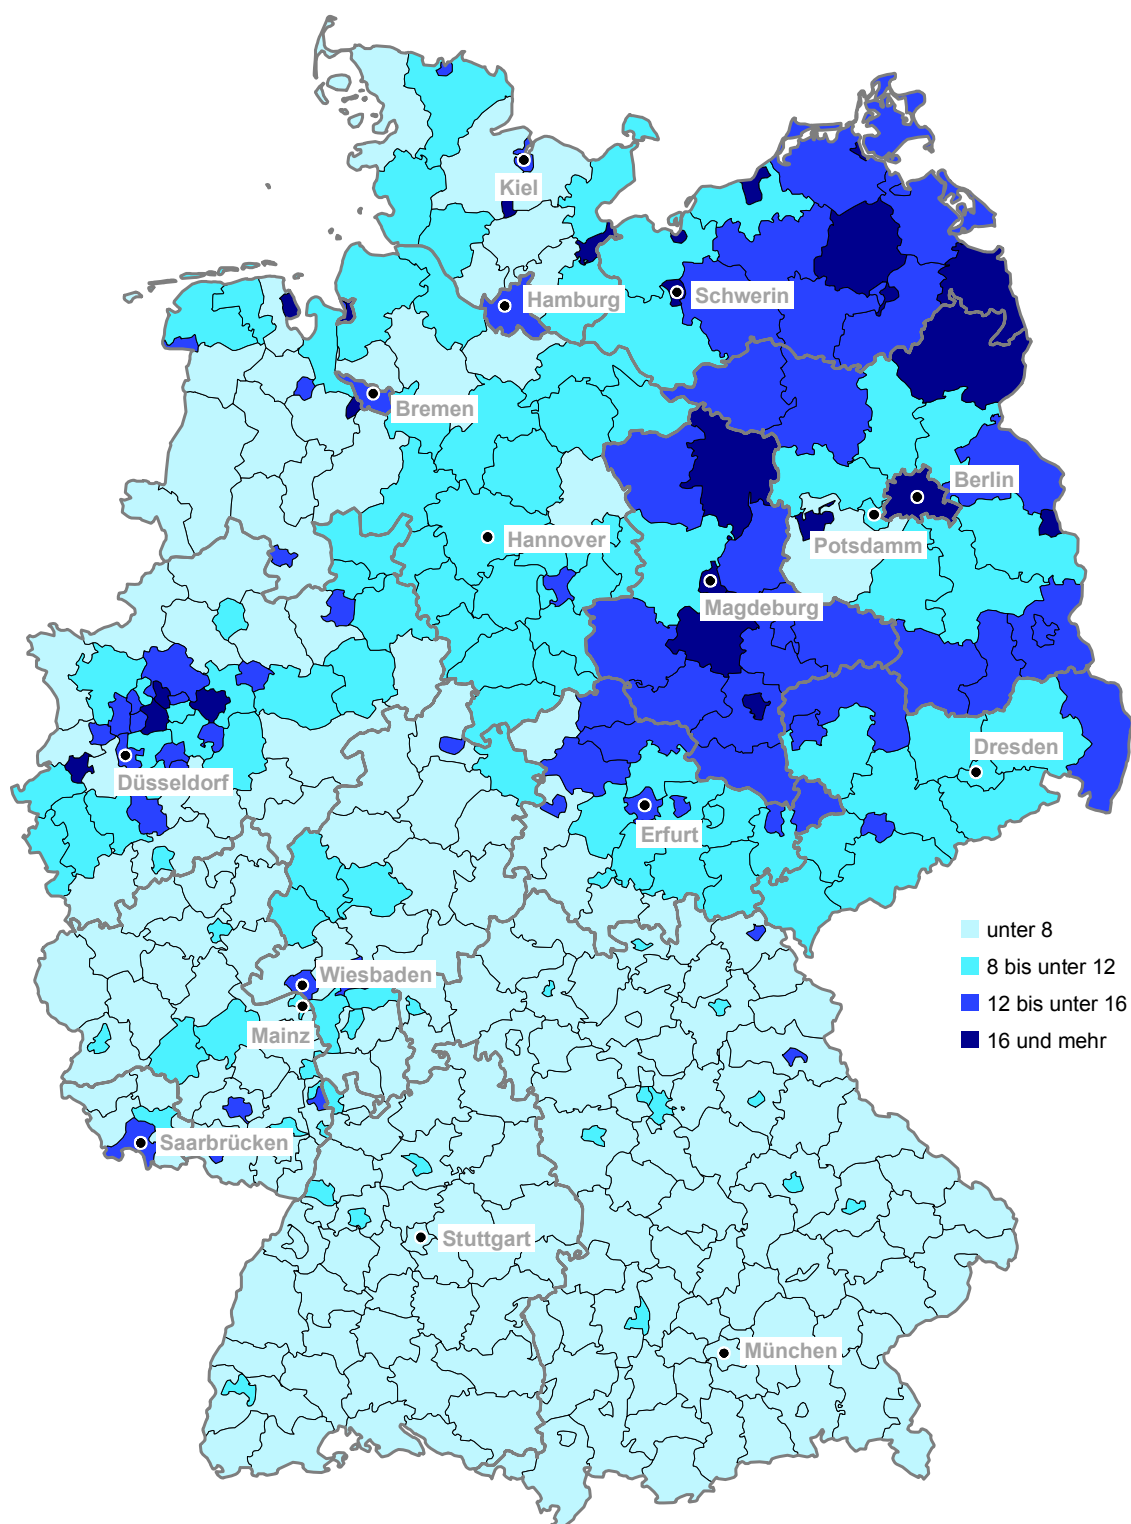 Kiel
Hamburg
Schwerin
Bremen
Berlin
Hannover
Potsdamm
Magdeburg
Düsseldorf
Dresden
Erfurt
unter 8
8 bis unter 12
12 bis unter 16
16 und mehr
Wiesbaden
Mainz
Saarbrücken
Stuttgart
München